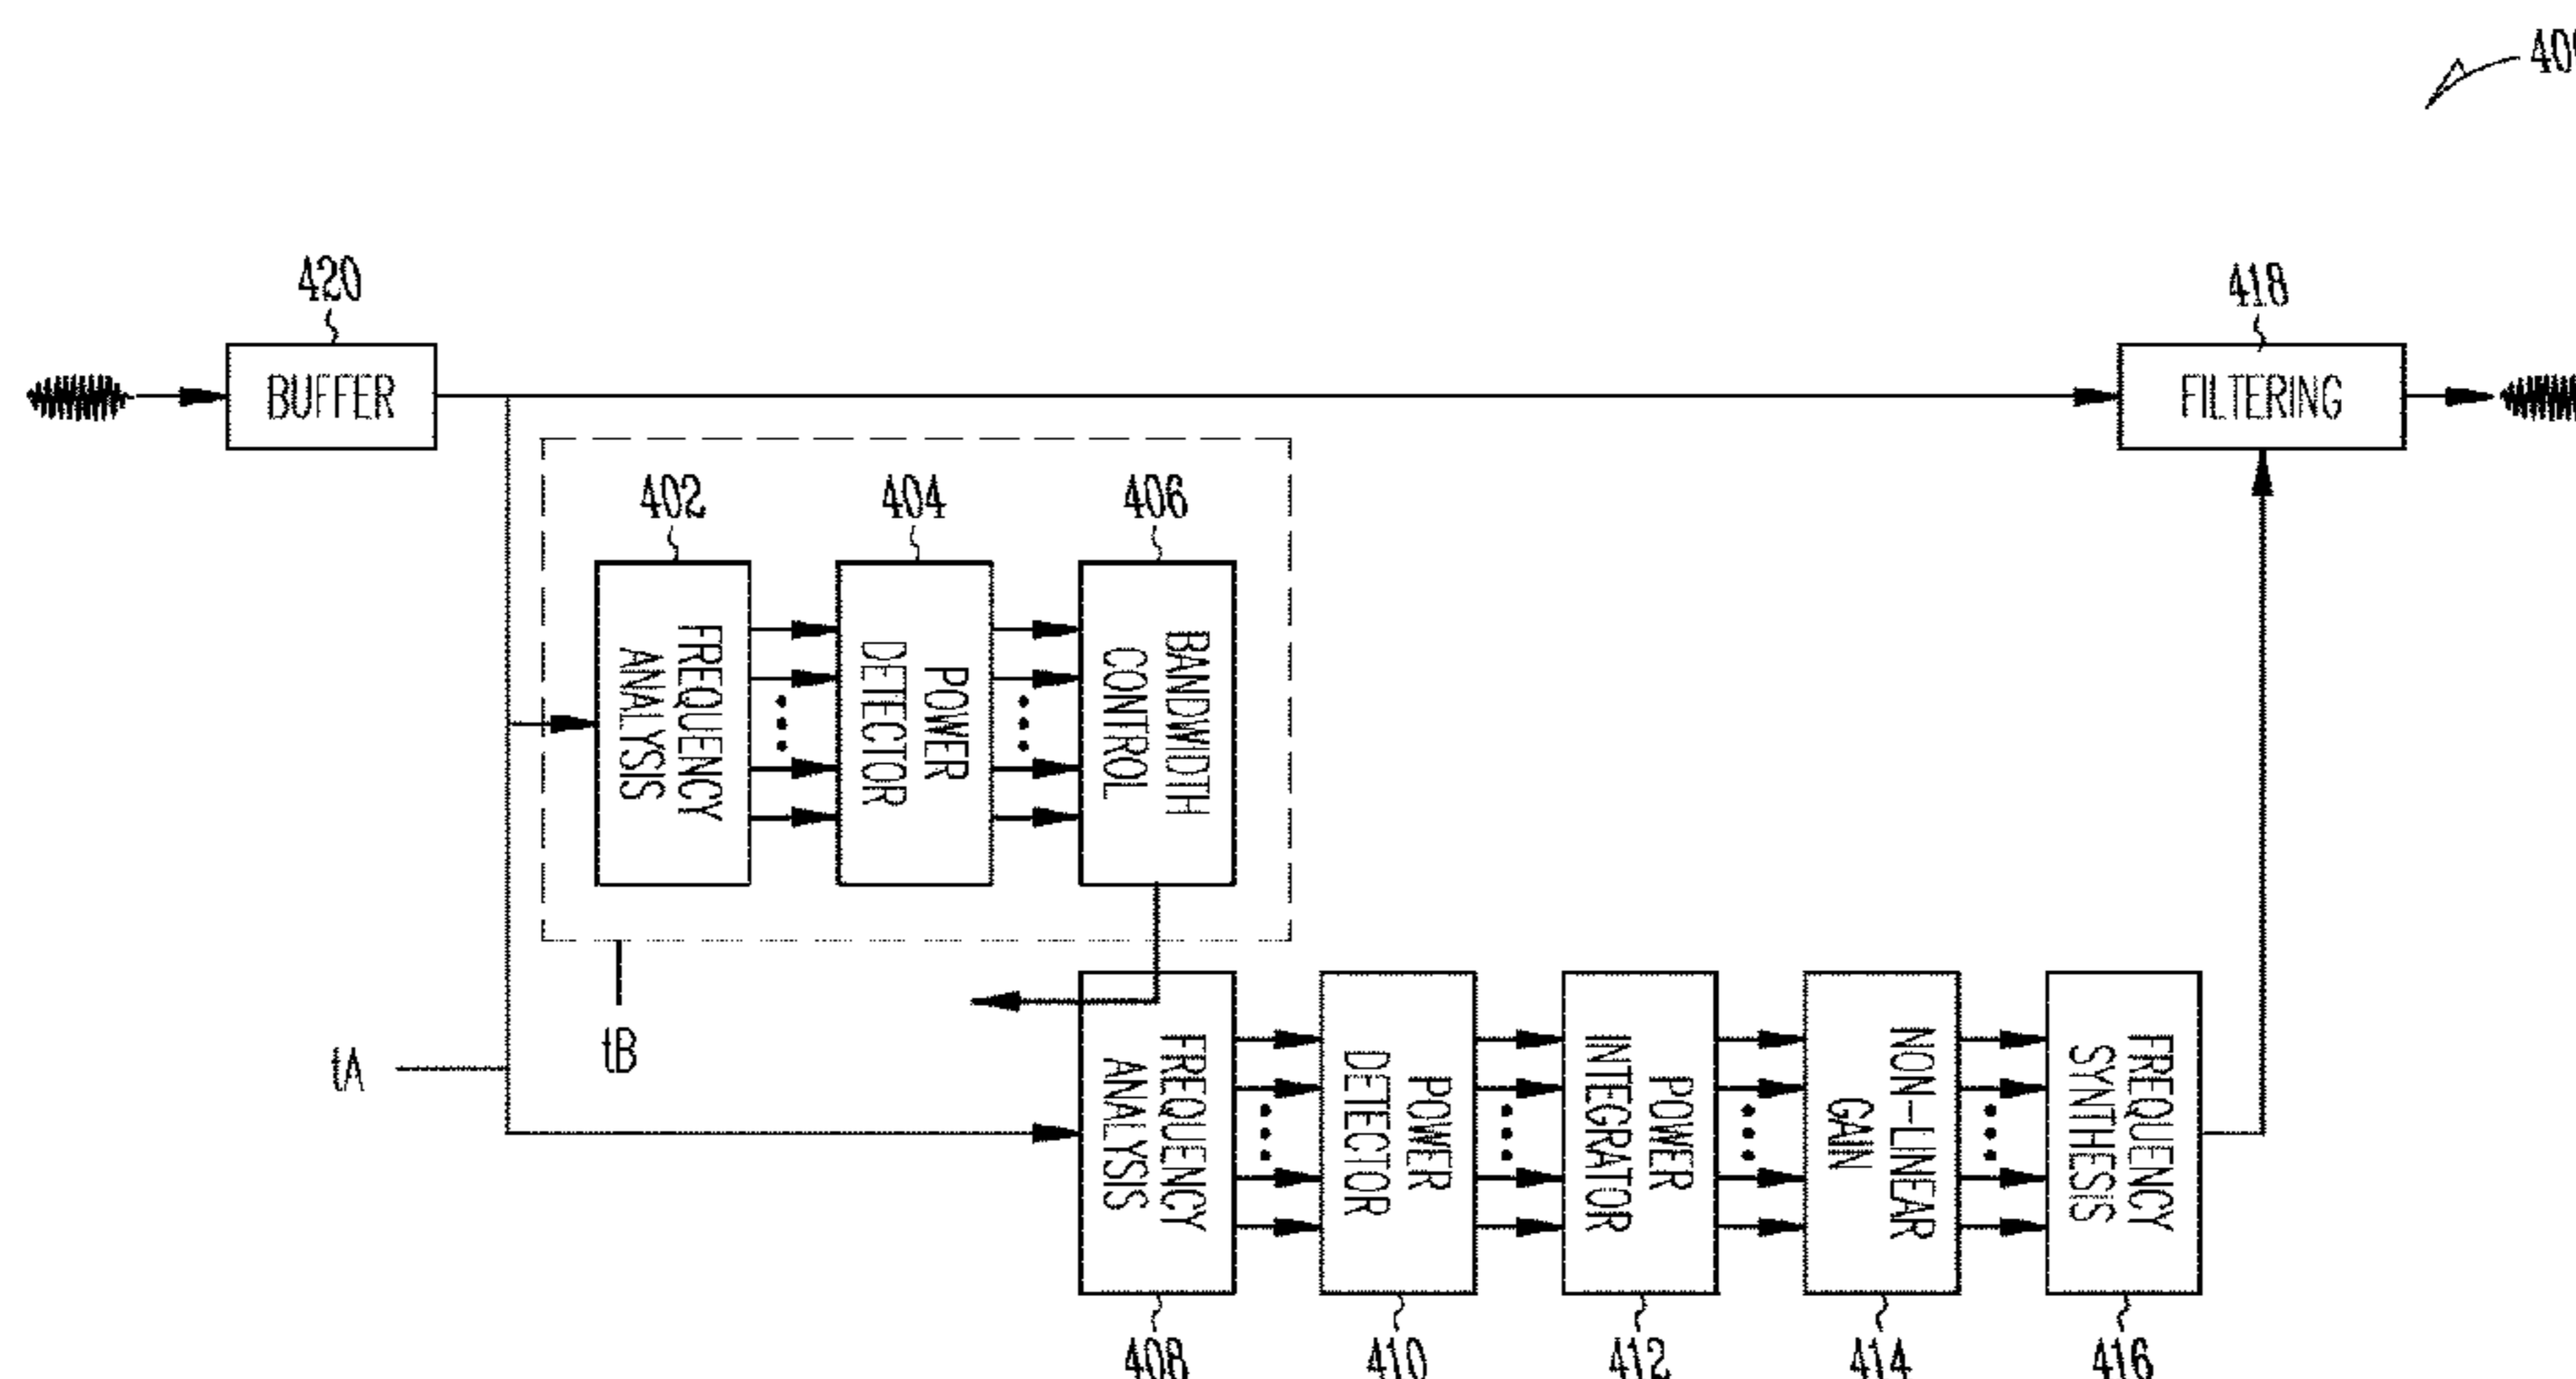 420
418
BUFFER
FILTERING
402
404
406
FREQUENCY
ANALYSIS
POWER
DETECTOR
BANDWIDTH
CONTROL
tA
tB
FREQUENCY
ANALYSIS
POWER
DETECTOR
POWER
INTEGRATOR
NON-LINEAR
GAIN
FREQUENCY
SYNTHESIS
408
410
412
414
416